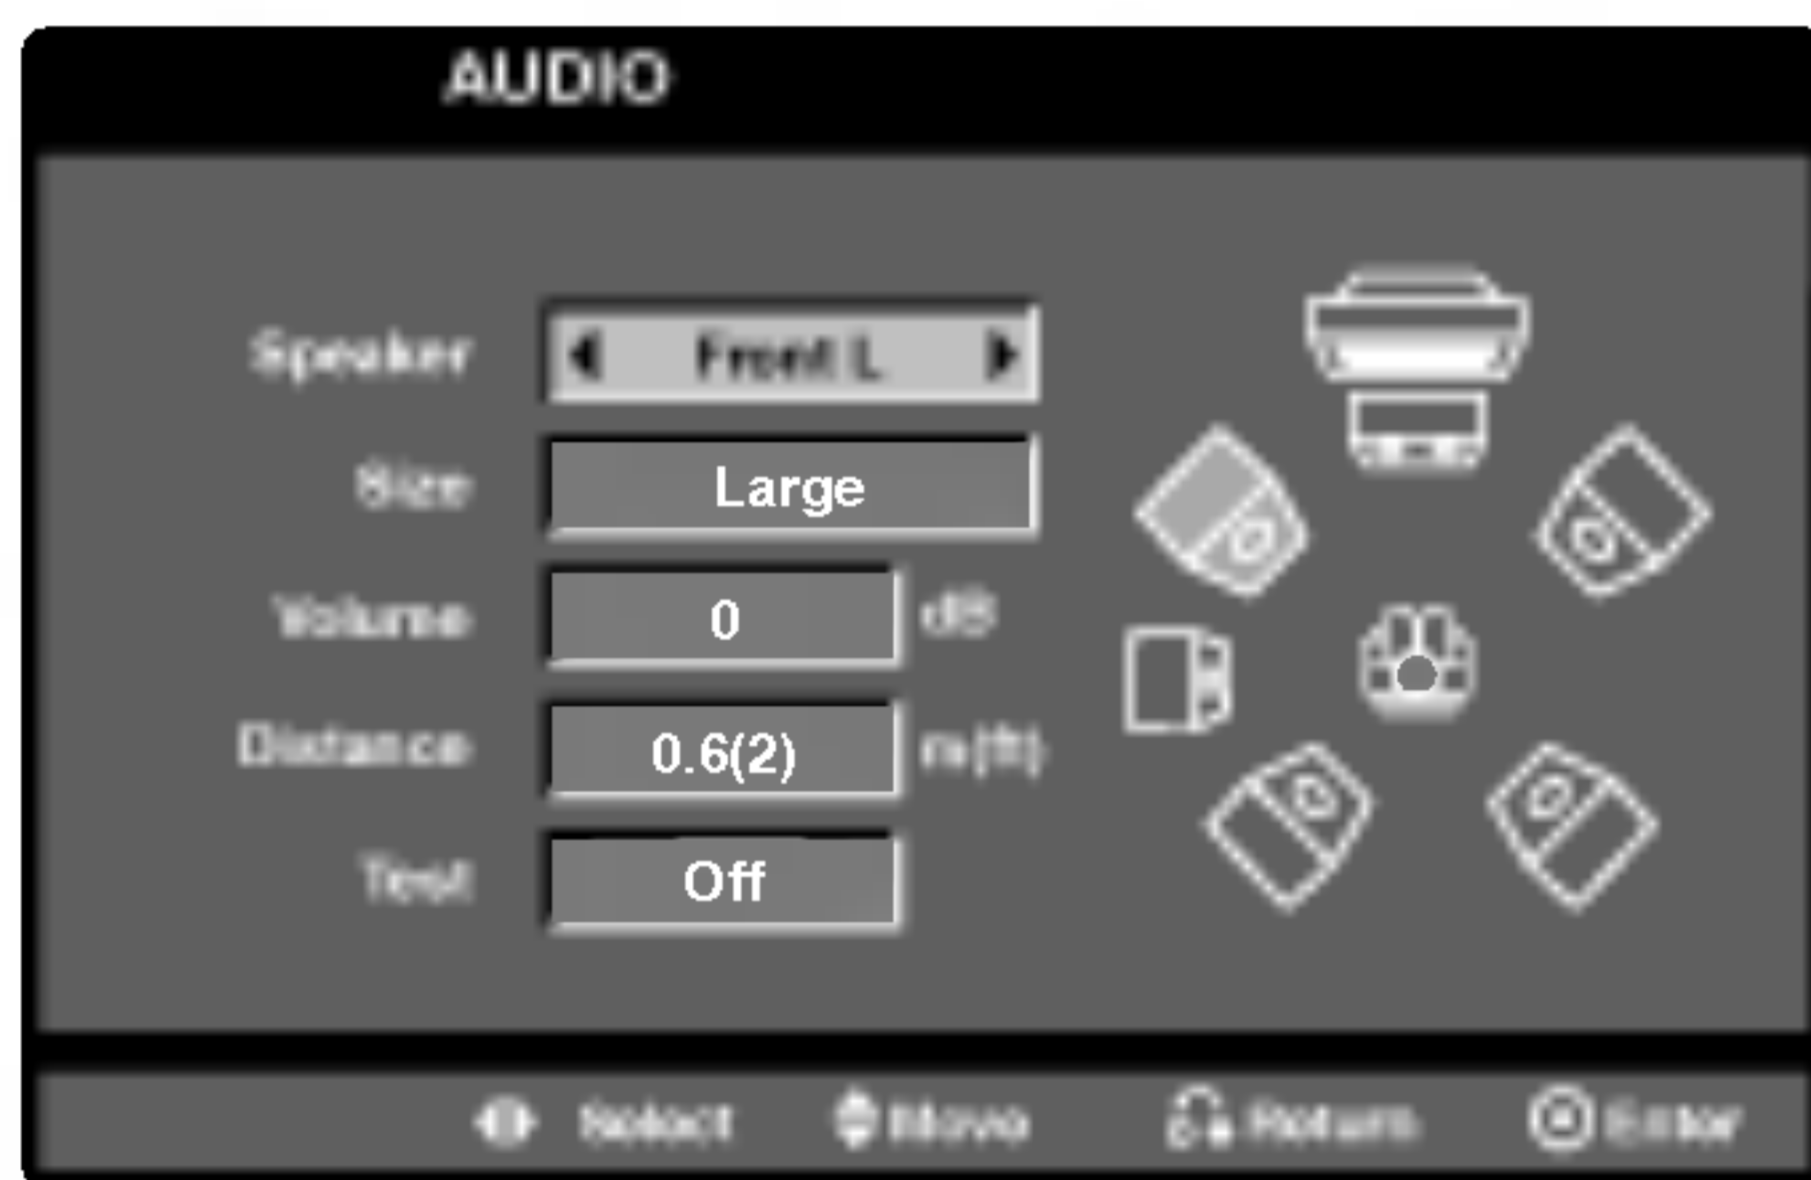 AUDIO
Speaker Front L
Size Large
Volume 0 dB
Distance 0.6(2) m(ft)
Test Off
Select Move Return Enter